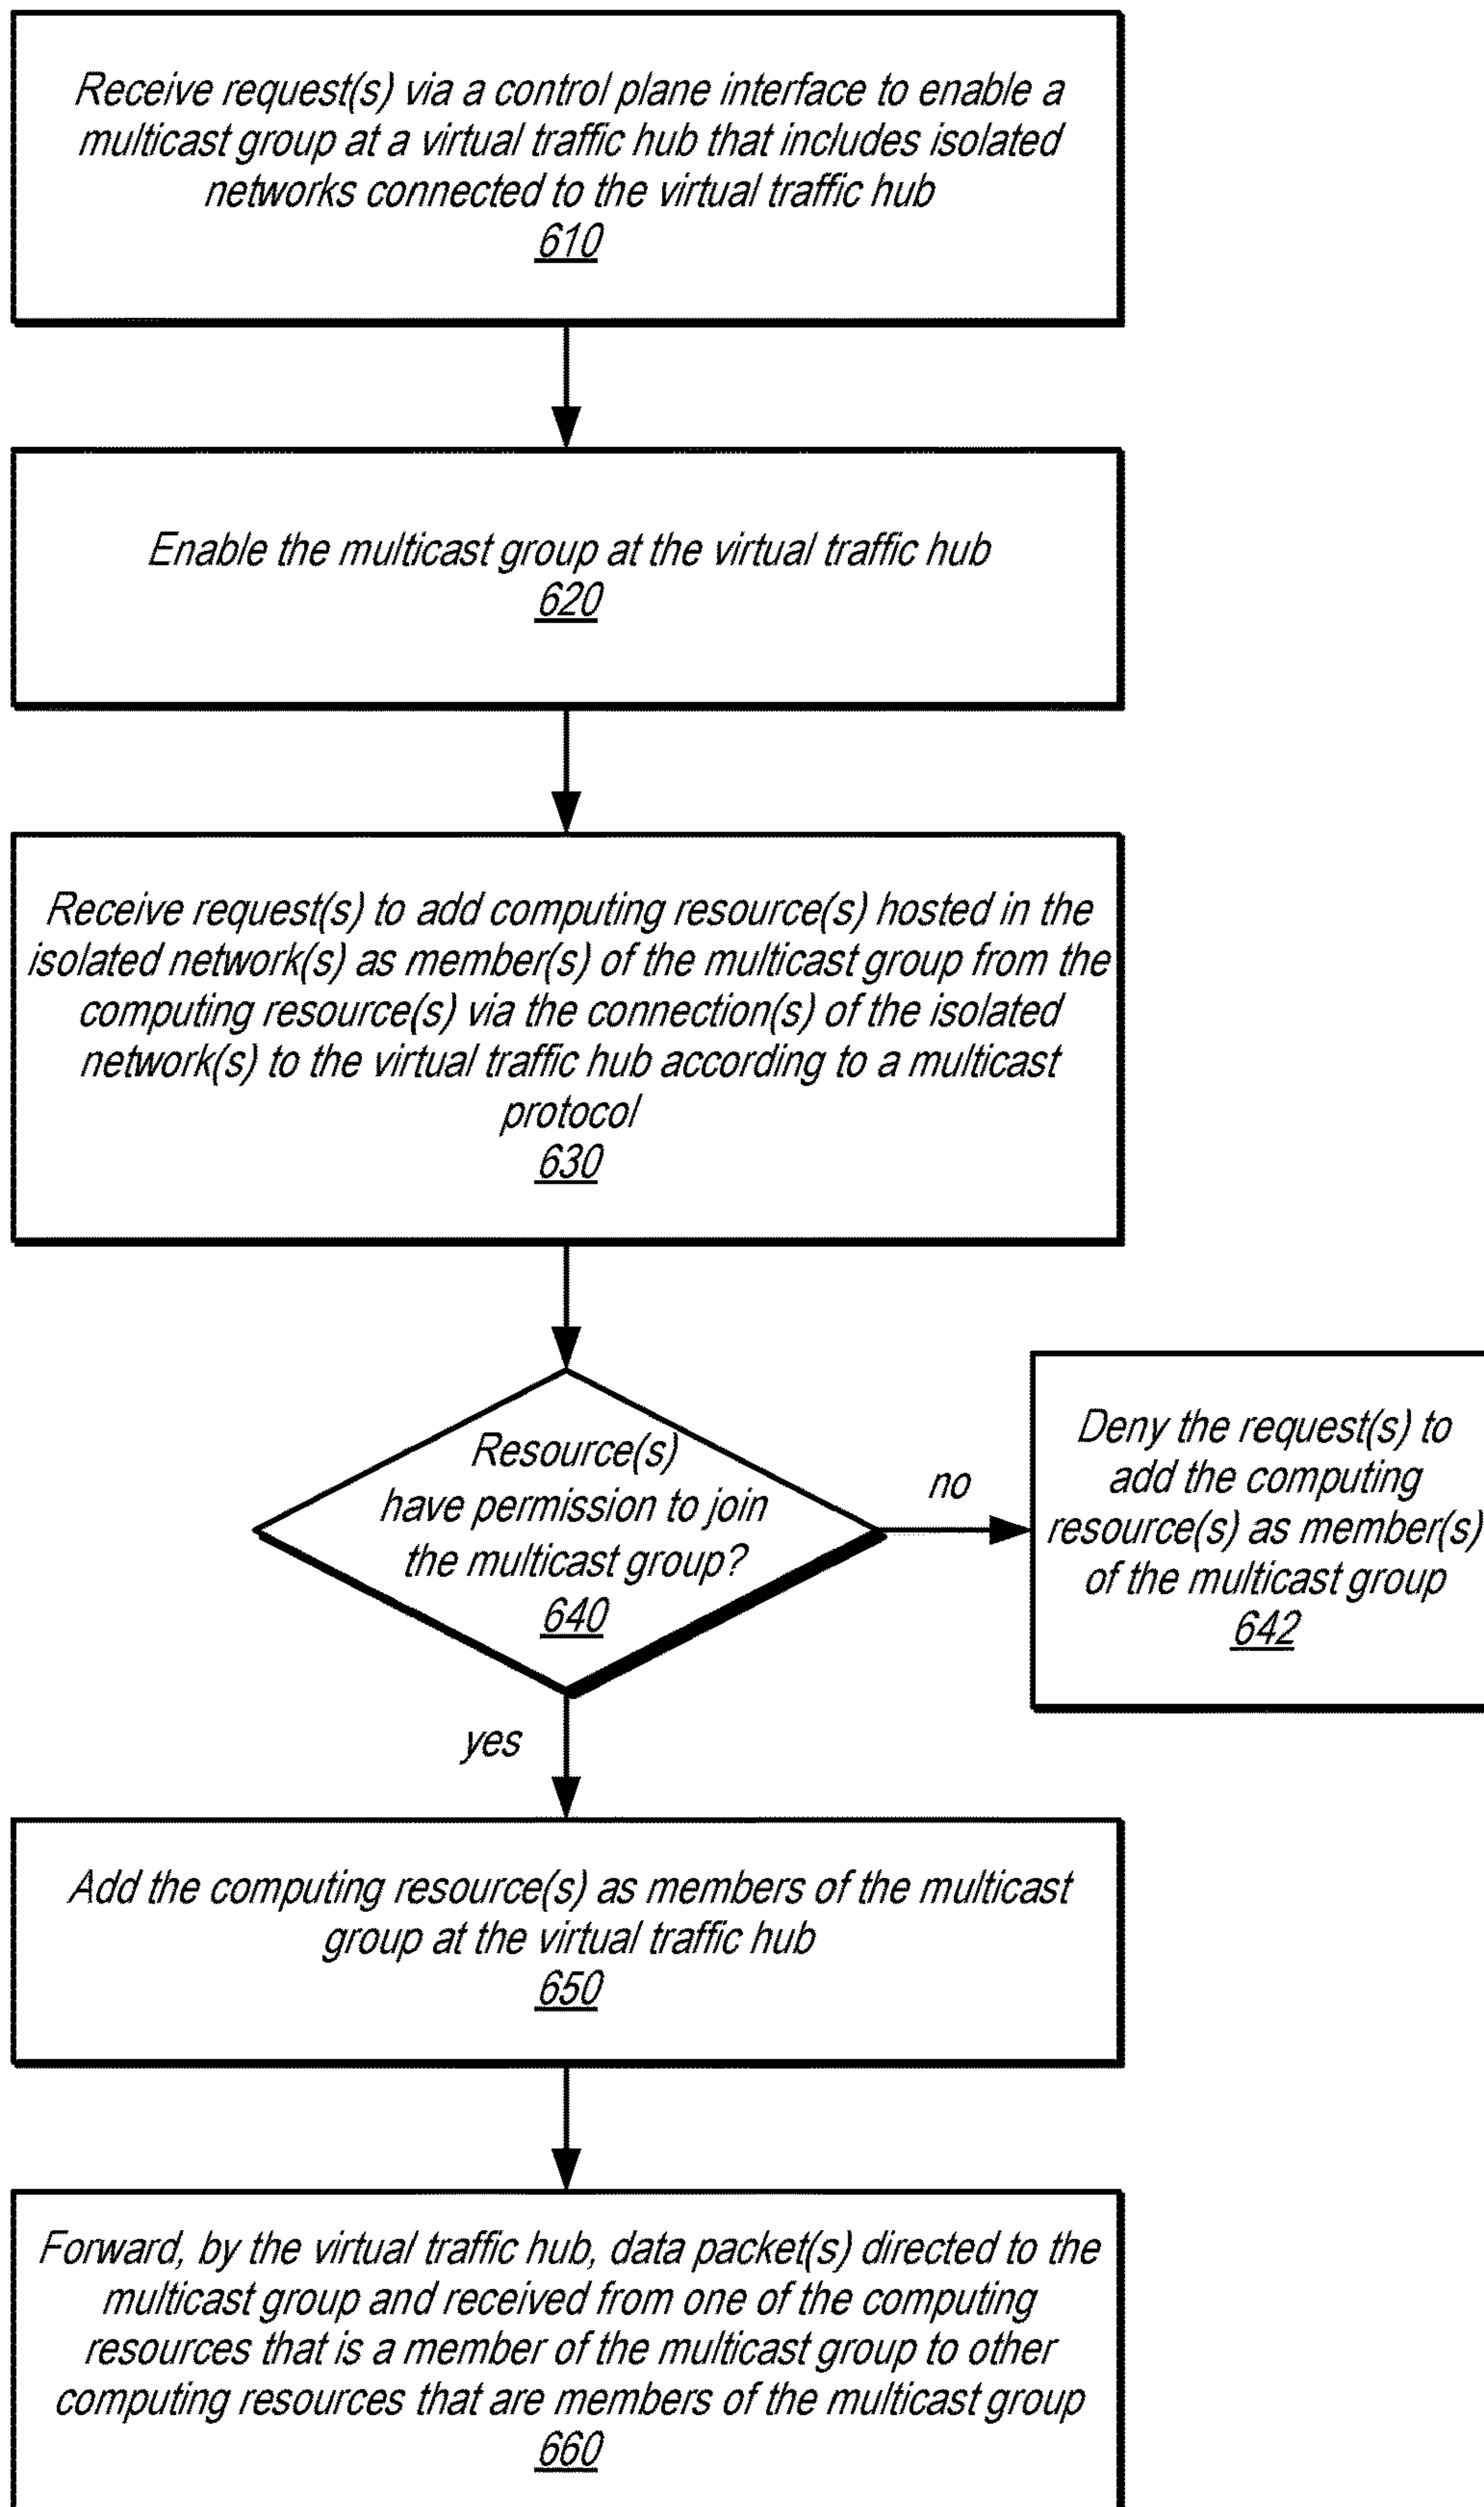 Receive request(s) via a control plane interface to enable a
multicast group at a virtual traffic hub that includes isolated
networks connected to the virtual traffic hub
610
Enable the multicast group at the virtual traffic hub
620
Receive request(s) to add computing resource(s) hosted in the
isolated network(s) as member(s) of the multicast group from the
computing resource(s) via the connection(s) of the isolated
network(s) to the virtual traffic hub according to a multicast
protocol
630
Resource(s)
have permission to join
the multicast group?
640
no
Deny the request(s) to
add the computing
resource(s) as member(s)
of the multicast group
642
yes
Add the computing resource(s) as members of the multicast
group at the virtual traffic hub
650
Forward, by the virtual traffic hub, data packet(s) directed to the
multicast group and received from one of the computing
resources that is a member of the multicast group to other
computing resources that are members of the multicast group
660